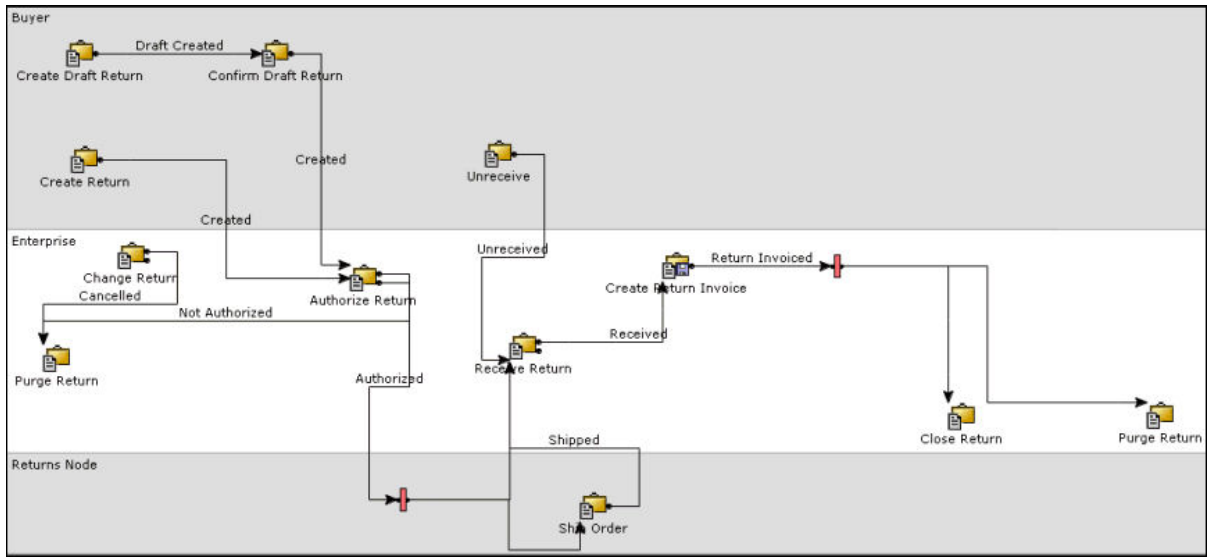 Buyer
Draft Created
Create Draft Return
Confirm Draft Return
Created
Create Return
Unreceive
Created
Enterprise
Unreceived
Change Return
Return Invoiced
Create Return Invoice
Cancelled
Authorize Return
Not Authorized
Received
Purge Return
Receive Return
Authorized
Close Return
Purge Return
Shipped
Returns Node
Ship Order